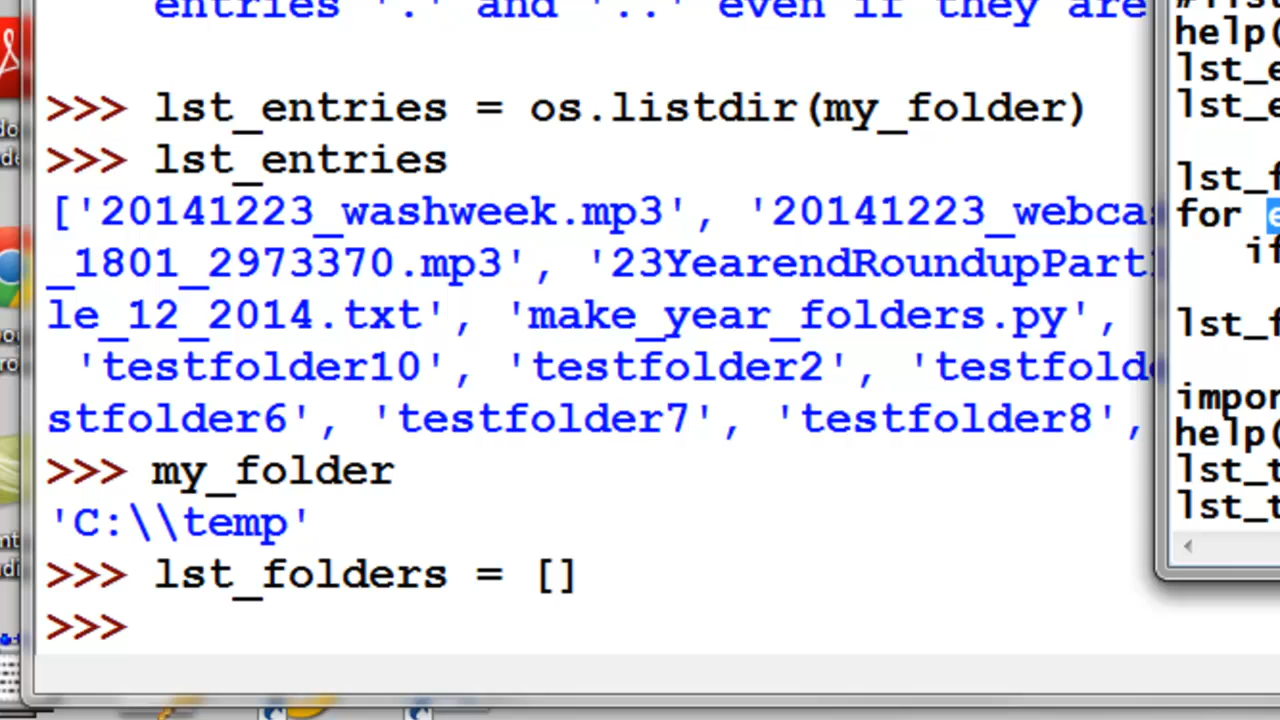 entries '.' and '..' even if they are
>>> lst_entries = os.listdir(my_folder)
>>> lst_entries
['20141223_washweek.mp3', '20141223_webca
_1801_2973370.mp3', '23YearendRoundupPart
le_12_2014.txt', 'make_year_folders.py',
'testfolder10', 'testfolder2', 'testfold
stfolder6', 'testfolder7', 'testfolder8',
>>> my_folder
'C:\\temp'
>>> lst_folders = []
>>>
help(
lst_e
lst_e
lst_f
for e
if
lst_f
impor
help(
lst_t
lst_t